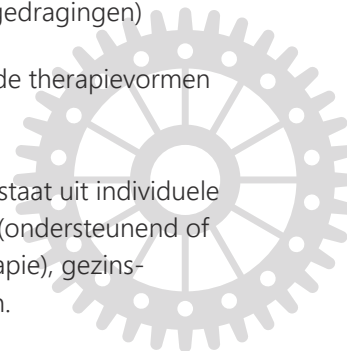 gedragingen)
de therapievormen
staat uit individuele
(ondersteunend of
apie), gezins-
n.